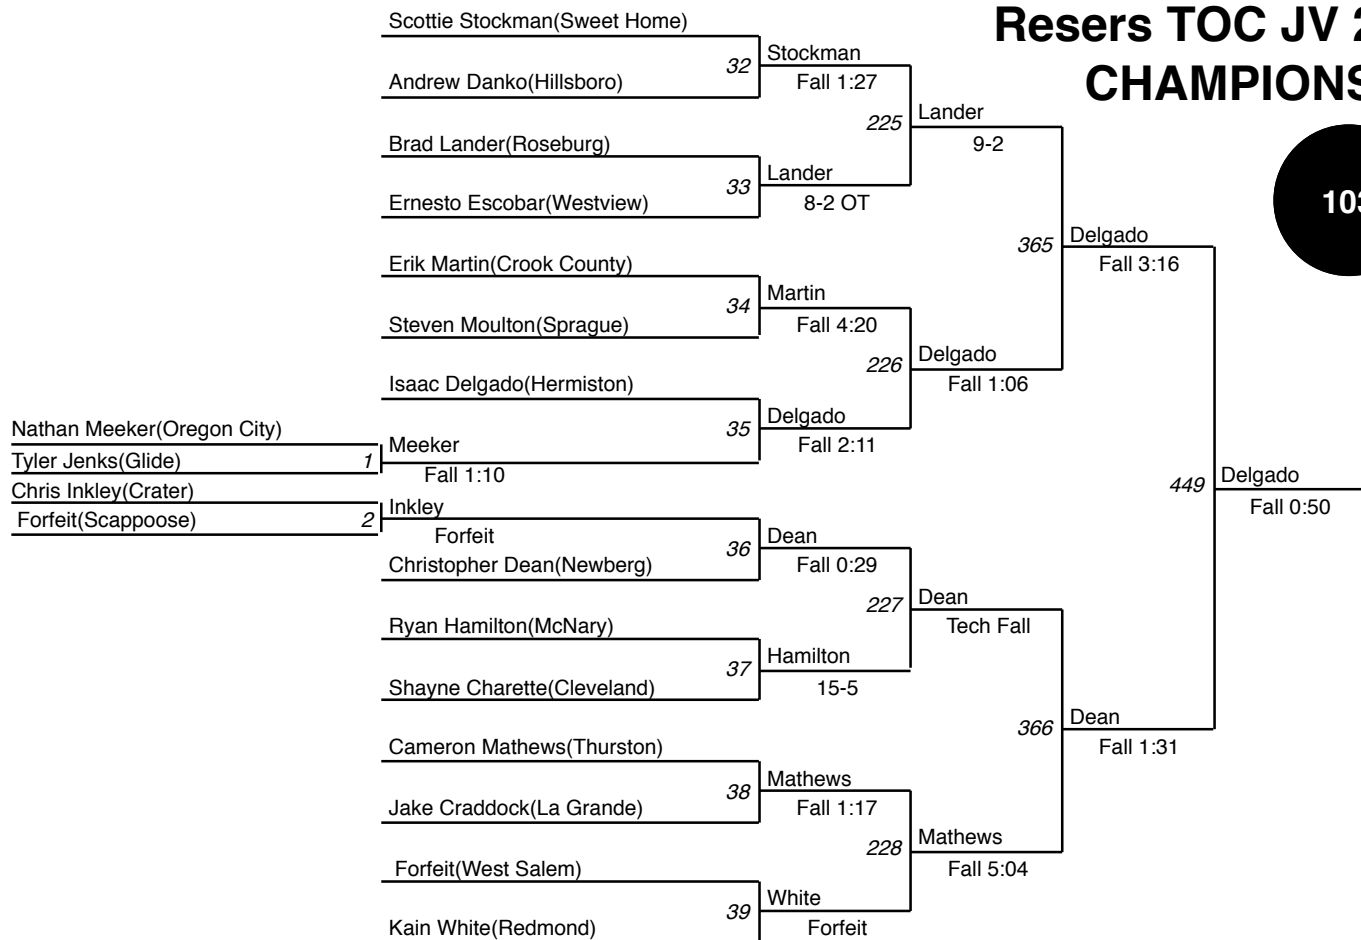 Resers TOC JV
CHAMPIONS
Scottie Stockman(Sweet Home)
32
Stockman
Andrew Danko(Hillsboro)
Fall 1:27
225
Lander
9-2
Brad Lander(Roseburg)
33
Lander
Ernesto Escobar(Westview)
8-2 OT
103
365
Delgado
Fall 3:16
Erik Martin(Crook County)
34
Martin
Steven Moulton(Sprague)
Fall 4:20
226
Delgado
Fall 1:06
Isaac Delgado(Hermiston)
35
Delgado
Fall 2:11
Nathan Meeker(Oregon City)
Tyler Jenks(Glide)
1
Meeker
Fall 1:10
Chris Inkley(Crater)
Forfeit(Scappoose)
2
Inkley
Forfeit
449
Delgado
Fall 0:50
36
Dean
Christopher Dean(Newberg)
Fall 0:29
227
Dean
Tech Fall
Ryan Hamilton(McNary)
37
Hamilton
Shayne Charette(Cleveland)
15-5
366
Dean
Fall 1:31
Cameron Mathews(Thurston)
38
Mathews
Jake Craddock(La Grande)
Fall 1:17
228
Mathews
Fall 5:04
Forfeit(West Salem)
39
White
Kain White(Redmond)
Forfeit